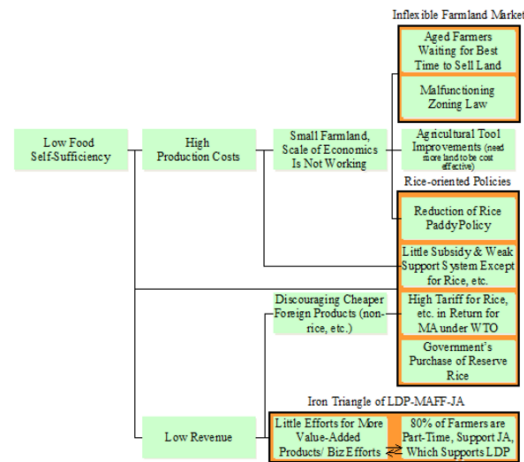 Inflexible Farmland Market
Aged Farmers
Waiting for Best
Time to Sell Land
Malfunctioning
Zoning Law
Low Food
Self-Sufficiency
High
Production Costs
Small Farmland,
Scale of Economics
Is Not Working
Agricultural Tool
Improvements (need
more land to be cost
effective)
Rice-oriented Policies
Reduction of Rice
Paddy Policy
Little Subsidy & Weak
Support System Except
for Rice, etc.
Discouraging Cheaper
Foreign Products (non-
rice, etc.)
High Tariff for Rice,
etc. in Return for
MA under WTO
Government's
Purchase of Reserve
Rice
Iron Triangle of LDP-MAFF-JA
Low Revenue
Little Efforts for More
Value-Added
Products/ Biz Efforts
80% of Farmers are
Part-Time, Support JA,
Which Supports LDP